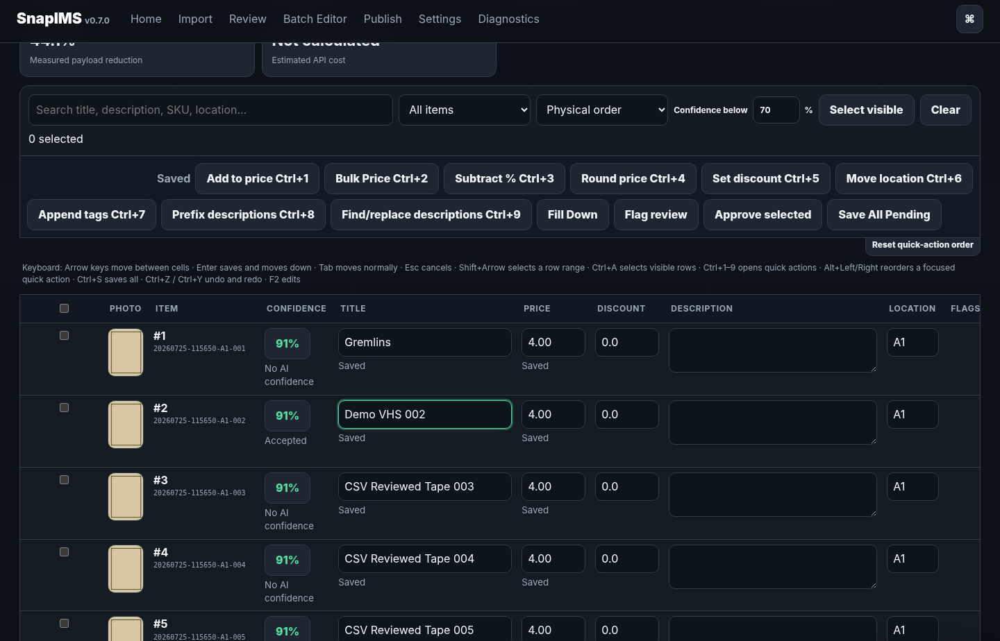 SnapIMS v0.7.0 Home Import Review Batch Editor Publish Settings Diagnostics ⌘
44.1% Not calculated
Measured payload reduction Estimated API cost
Search title, description, SKU, location... All items Physical order Confidence below 70 % Select visible Clear
0 selected
Saved Add to price Ctrl+1 Bulk Price Ctrl+2 Subtract % Ctrl+3 Round price Ctrl+4 Set discount Ctrl+5 Move location Ctrl+6
Append tags Ctrl+7 Prefix descriptions Ctrl+8 Find/replace descriptions Ctrl+9 Fill Down Flag review Approve selected Save All Pending
Reset quick-action order
Keyboard: Arrow keys move between cells · Enter saves and moves down · Tab moves normally · Esc cancels · Shift+Arrow selects a row range · Ctrl+A selects visible rows · Ctrl+1–9 opens quick actions · Alt+Left/Right reorders a focused
quick action · Ctrl+S saves all · Ctrl+Z / Ctrl+Y undo and redo · F2 edits
PHOTO ITEM CONFIDENCE TITLE PRICE DISCOUNT DESCRIPTION LOCATION FLAGS
#1 91% Gremlins 4.00 0.0 A1
20260725-115650-A1-001
Saved Saved
No AI
confidence
#2 91% Demo VHS 002 4.00 0.0 A1
20260725-115650-A1-002
Accepted Saved Saved
#3 91% CSV Reviewed Tape 003 4.00 0.0 A1
20260725-115650-A1-003
Saved Saved
No AI
confidence
#4 91% CSV Reviewed Tape 004 4.00 0.0 A1
20260725-115650-A1-004
Saved Saved
No AI
confidence
#5 91% CSV Reviewed Tape 005 4.00 0.0 A1
20260725-115650-A1-005